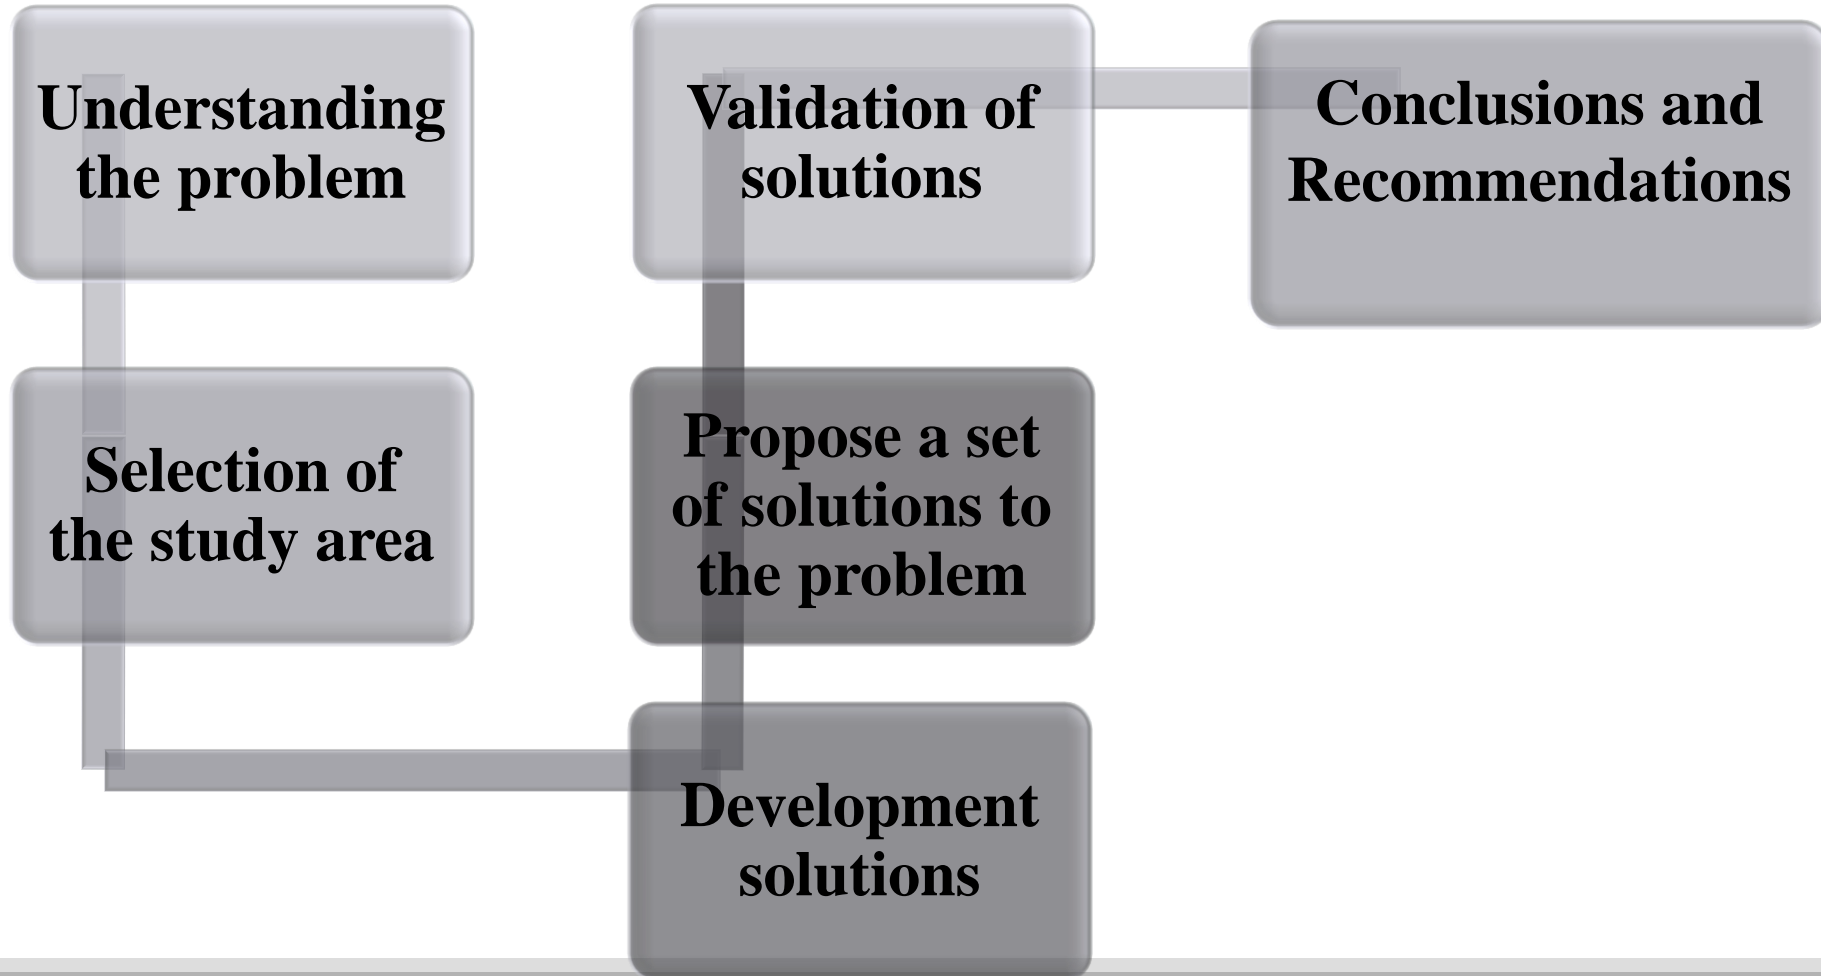 Understanding
the problem
Selection of
the study area
Development
solutions
Propose a set
of solutions to
the problem
Validation of
solutions
Conclusions and
Recommendations